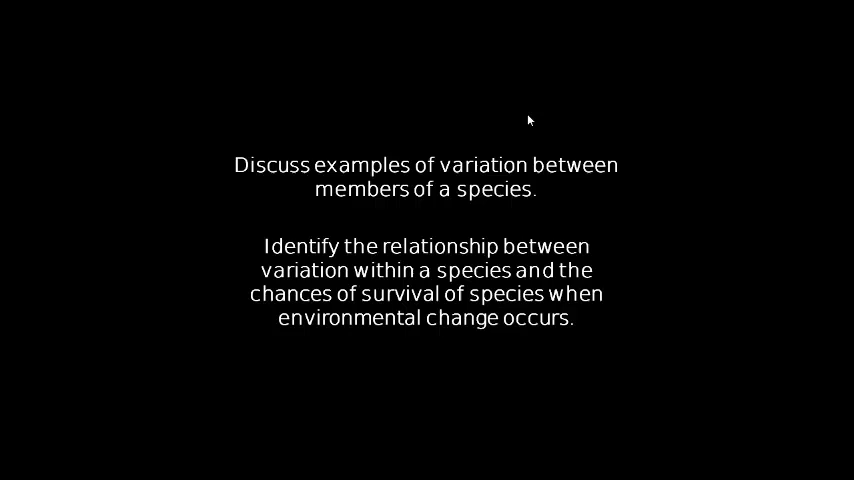 Discuss examples of variation between
members of a species.
Identify the relationship between
variation within a species and the
chances of survival of species when
environmental change occurs.